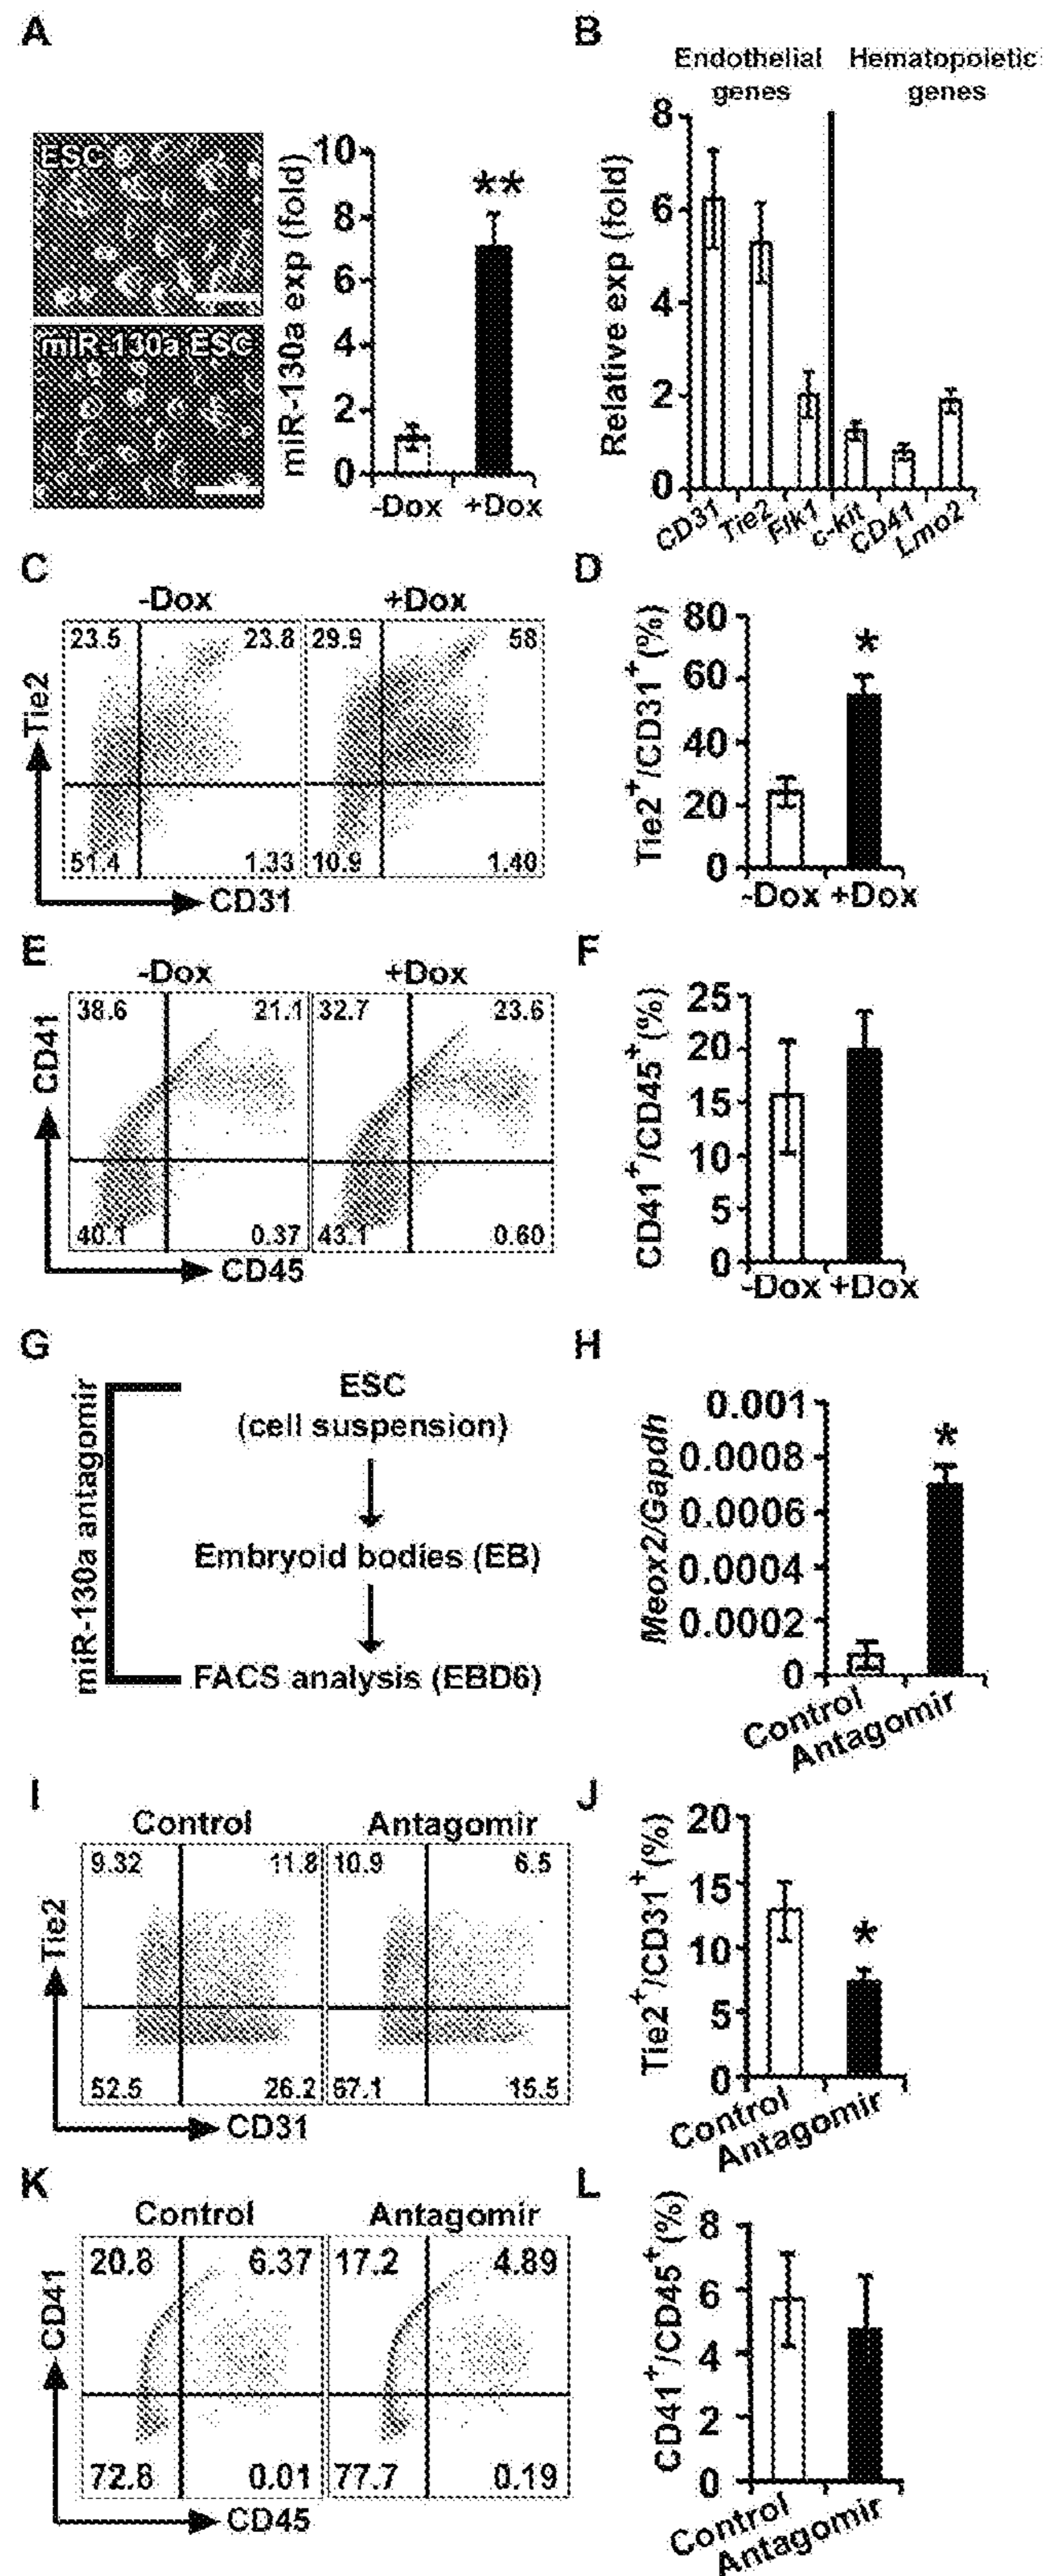 A
ESC
miR-130a ESC
miR-130a exp (fold)
10
8
6
4
2
0
**
-Dox +Dox
B
Endothelial genes
Hematopoietic genes
Relative exp (fold)
8
6
4
2
0
CD31 Tie2 Flk1 c-kit CD41 Lmo2
C
-Dox +Dox
23.5 23.8 29.9 58
51.4 1.33 10.9 1.40
Tie2
CD31
D
Tie2+/CD31+ (%)
80
60
40
20
0
*
-Dox +Dox
E
-Dox +Dox
38.6 21.1 32.7 23.6
40.1 0.37 43.1 0.60
CD41
CD45
F
CD41+/CD45+ (%)
25
20
15
10
5
0
-Dox +Dox
G
miR-130a antagomir
ESC
(cell suspension)
Embryoid bodies (EB)
FACS analysis (EBD6)
H
Meox2/Gapdh
0.001
0.0008
0.0006
0.0004
0.0002
0
*
Control
Antagomir
I
Control Antagomir
9.32 11.8 10.9 6.5
52.5 26.2 67.1 15.5
Tie2
CD31
J
Tie2+/CD31+ (%)
20
15
10
5
0
*
Control
Antagomir
K
Control Antagomir
20.8 6.37 17.2 4.89
72.8 0.01 77.7 0.19
CD41
CD45
L
CD41+/CD45+ (%)
8
6
4
2
0
Control
Antagomir